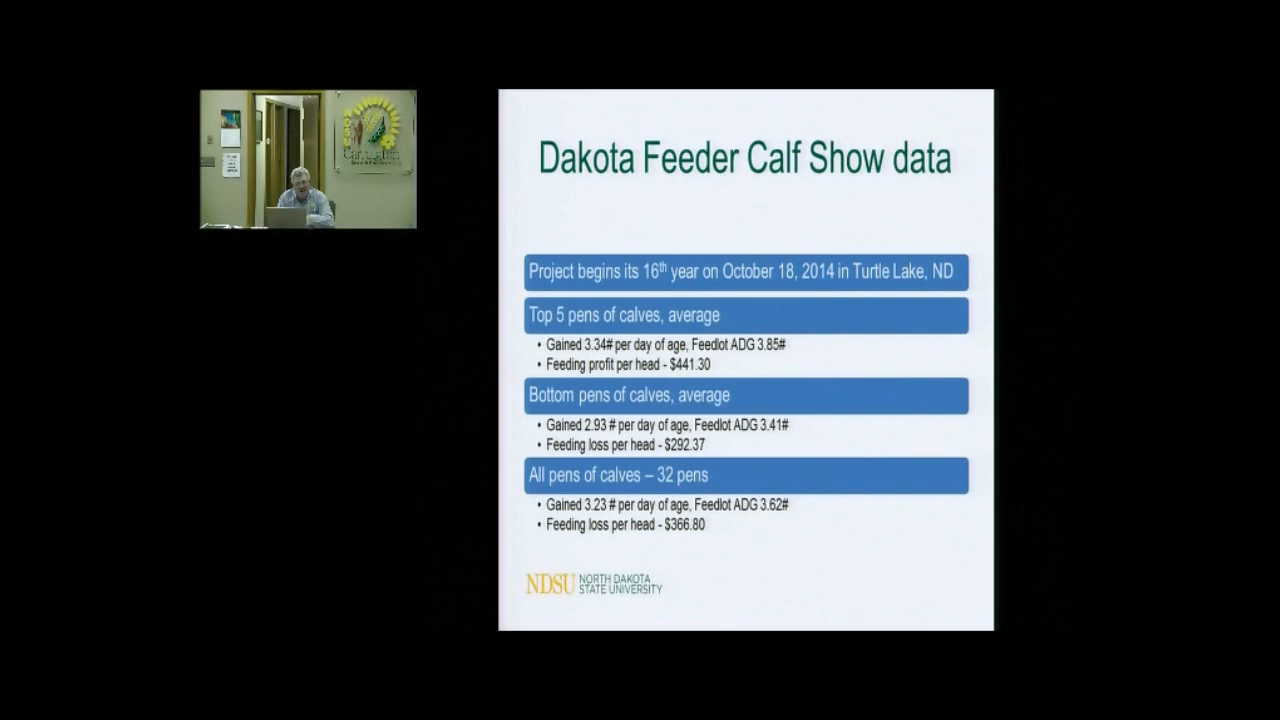 Dakota Feeder Calf Show data
Project begins its 16th year on October 18, 2014 in Turtle Lake, ND
Top 5 pens of calves, average
• Gained 3.34# per day of age, Feedlot ADG 3.85#
• Feeding profit per head - $441.30
Bottom pens of calves, average
• Gained 2.93 # per day of age, Feedlot ADG 3.41#
• Feeding loss per head - $292.37
All pens of calves – 32 pens
• Gained 3.23 # per day of age, Feedlot ADG 3.62#
• Feeding loss per head - $366.80
NDSU NORTH DAKOTA
STATE UNIVERSITY
NDSU